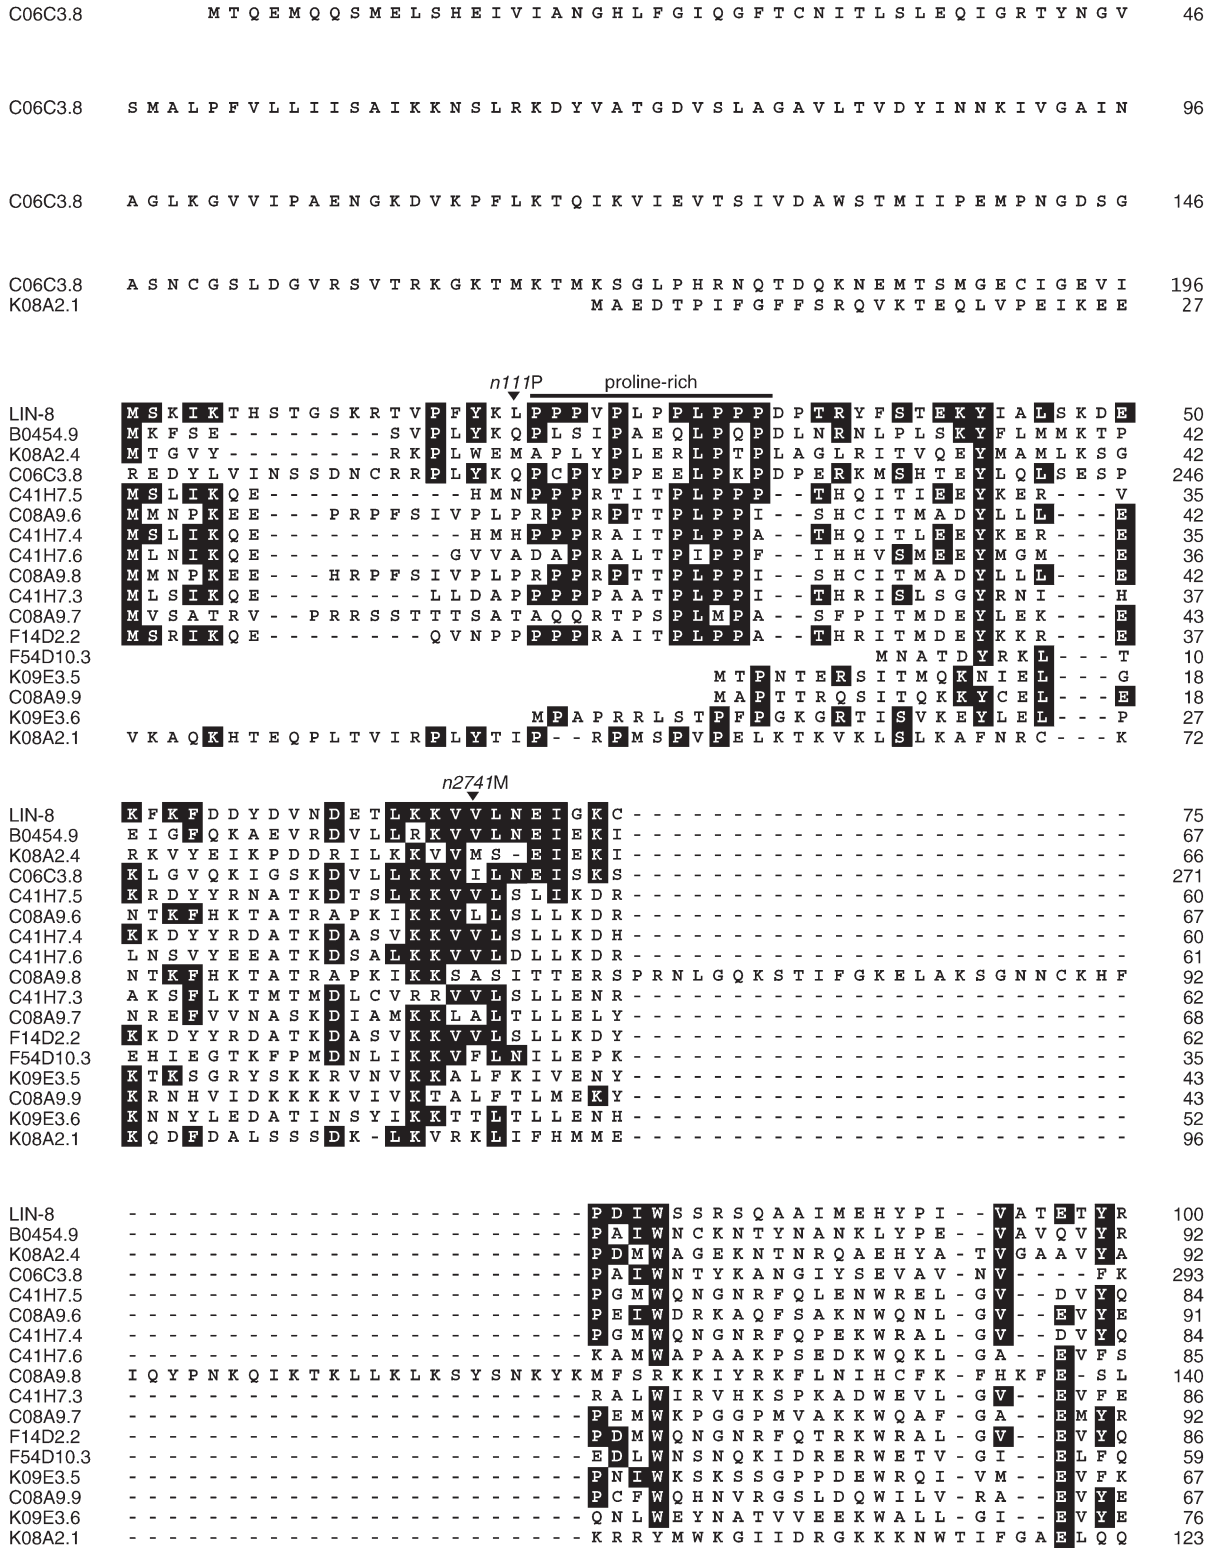 C06C3.8 M T Q E M Q Q S M E L S H E I V I A N G H L F G I Q G F T C N I T L S L E Q I G R T Y N G V 46
C06C3.8 S M A L P F V L L I I S A I K K N S L R K D Y V A T G D V S L A G A V L T V D Y I N N K I V G A I N 96
C06C3.8 A G L K G V V I P A E N G K D V K P F L K T Q I K V I E V T S I V D A W S T M I I P E M P N G D S G 146
C06C3.8 A S N C G S L D G V R S V T R K G K T M K T M K S G L P H R N Q T D Q K N E M T S M G E C I G E V I 196
K08A2.1 M A E D T P I F G F F S R Q V K T E Q L V P E I K E E 27
n111P proline-rich
LIN-8 M S K I K T H S T G S K R T V P F Y K L P P P V P L P P L P P P D P T R Y F S T E K Y I A L S K D E 50
B0454.9 M K F S E - - - - - - - - S V P L Y K Q P L S I P A E Q L P Q P D L N R N L P L S K Y F L M M K T P 42
K08A2.4 M T G V Y - - - - - - - - R K P L W E M A P L Y P L E R L P T P L A G L R I T V Q E Y M A M L K S G 42
C06C3.8 R E D Y L V I N S S D N C R R P L Y K Q P C P Y P P E E L P K P D P E R K M S H T E Y L Q L S E S P 246
C41H7.5 M S L I K Q E - - - - - - - - - - H M N P P P R T I T P L P P P - - T H Q I T I E E Y K E R - - - V 35
C08A9.6 M M N P K E E - - - P R P F S I V P L P R P P R P T T P L P P I - - S H C I T M A D Y L L L - - - E 42
C41H7.4 M S L I K Q E - - - - - - - - - - H M H P P P R A I T P L P P A - - T H Q I T L E E Y K E R - - - E 35
C41H7.6 M L N I K Q E - - - - - - - - - G V V A D A P R A L T P I P P F - - I H H V S M E E Y M G M - - - E 36
C08A9.8 M M N P K E E - - - H R P F S I V P L P R P P R P T T P L P P I - - S H C I T M A D Y L L L - - - E 42
C41H7.3 M L S I K Q E - - - - - - - - L L D A P P P P P A A T P L P P I - - T H R I S L S G Y R N I - - - H 37
C08A9.7 M V S A T R V - - P R R S S T T T S A T A Q Q R T P S P L M P A - - S F P I T M D E Y L E K - - - E 43
F14D2.2 M S R I K Q E - - - - - - - - Q V N P P P P P R A I T P L P P A - - T H R I T M D E Y K K R - - - E 37
F54D10.3 M N A T D Y R K L - - - T 10
K09E3.5 M T P N T E R S I T M Q K N I E L - - - G 18
C08A9.9 M A P T T R Q S I T Q K K Y C E L - - - E 18
K09E3.6 M P A P R R L S T P F P G K G R T I S V K E Y L E L - - - P 27
K08A2.1 V K A Q K H T E Q P L T V I R P L Y T I P - - R P M S P V P E L K T K V K L S L K A F N R C - - - K 72
n2741M
LIN-8 K F K F D D Y D V N D E T L K K V V L N E I G K C - - - - - - - - - - - - - - - - - - - - - - - - - 75
B0454.9 E I G F Q K A E V R D V L L R K V V L N E I E K I - - - - - - - - - - - - - - - - - - - - - - - - - 67
K08A2.4 R K V Y E I K P D D R I L K K V V M S - E I E K I - - - - - - - - - - - - - - - - - - - - - - - - - 66
C06C3.8 K L G V Q K I G S K D V L L K K V I L N E I S K S - - - - - - - - - - - - - - - - - - - - - - - - - 271
C41H7.5 K R D Y Y R N A T K D T S L K K V V L S L I K D R - - - - - - - - - - - - - - - - - - - - - - - - - 60
C08A9.6 N T K F H K T A T R A P K I K K V L L S L L K D R - - - - - - - - - - - - - - - - - - - - - - - - - 67
C41H7.4 K K D Y Y R D A T K D A S V K K V V L S L L K D H - - - - - - - - - - - - - - - - - - - - - - - - - 60
C41H7.6 L N S V Y E E A T K D S A L K K V V L D L L K D R - - - - - - - - - - - - - - - - - - - - - - - - - 61
C08A9.8 N T K F H K T A T R A P K I K K S A S I T T E R S P R N L G Q K S T I F G K E L A K S G N N C K H F 92
C41H7.3 A K S F L K T M T M D L C V R R V V L S L L E N R - - - - - - - - - - - - - - - - - - - - - - - - - 62
C08A9.7 N R E F V V N A S K D I A M K K L A L T L L E L Y - - - - - - - - - - - - - - - - - - - - - - - - - 68
F14D2.2 K K D Y Y R D A T K D A S V K K V V L S L L K D Y - - - - - - - - - - - - - - - - - - - - - - - - - 62
F54D10.3 E H I E G T K F P M D N L I K K V F L N I L E P K - - - - - - - - - - - - - - - - - - - - - - - - - 35
K09E3.5 K T K S G R Y S K K R V N V K K A L F K I V E N Y - - - - - - - - - - - - - - - - - - - - - - - - - 43
C08A9.9 K R N H V I D K K K K V I V K T A L F T L M E K Y - - - - - - - - - - - - - - - - - - - - - - - - - 43
K09E3.6 K N N Y L E D A T I N S Y I K K T T L T L L E N H - - - - - - - - - - - - - - - - - - - - - - - - - 52
K08A2.1 K Q D F D A L S S S D K - L K V R K L I F H M M E - - - - - - - - - - - - - - - - - - - - - - - - - 96
LIN-8 - - - - - - - - - - - - - - - - - - - - - - - P D I W S S R S Q A A I M E H Y P I - - V A T E T Y R 100
B0454.9 - - - - - - - - - - - - - - - - - - - - - - - P A I W N C K N T Y N A N K L Y P E - - V A V Q V Y R 92
K08A2.4 - - - - - - - - - - - - - - - - - - - - - - - P D M W A G E K N T N R Q A E H Y A - T V G A A V Y A 92
C06C3.8 - - - - - - - - - - - - - - - - - - - - - - - P A I W N T Y K A N G I Y S E V A V - N V - - - - F K 293
C41H7.5 - - - - - - - - - - - - - - - - - - - - - - - P G M W Q N G N R F Q L E N W R E L - G V - - D V Y Q 84
C08A9.6 - - - - - - - - - - - - - - - - - - - - - - - P E I W D R K A Q F S A K N W Q N L - G V - - E V Y E 91
C41H7.4 - - - - - - - - - - - - - - - - - - - - - - - P G M W Q N G N R F Q P E K W R A L - G V - - D V Y Q 84
C41H7.6 - - - - - - - - - - - - - - - - - - - - - - - K A M W A P A A K P S E D K W Q K L - G A - - E V F S 85
C08A9.8 I Q Y P N K Q I K T K L L K L K S Y S N K Y K M F S R K K I Y R K F L N I H C F K - F H K F E - S L 140
C41H7.3 - - - - - - - - - - - - - - - - - - - - - - - R A L W I R V H K S P K A D W E V L - G V - - E V F E 86
C08A9.7 - - - - - - - - - - - - - - - - - - - - - - - P E M W K P G G P M V A K K W Q A F - G A - - E M Y R 92
F14D2.2 - - - - - - - - - - - - - - - - - - - - - - - P D M W Q N G N R F Q T R K W R A L - G V - - E V Y Q 86
F54D10.3 - - - - - - - - - - - - - - - - - - - - - - - E D L W N S N Q K I D R E R W E T V - G I - - E L F Q 59
K09E3.5 - - - - - - - - - - - - - - - - - - - - - - - P N I W K S K S S G P P D E W R Q I - V M - - E V F K 67
C08A9.9 - - - - - - - - - - - - - - - - - - - - - - - P C F W Q H N V R G S L D Q W I L V - R A - - E V Y E 67
K09E3.6 - - - - - - - - - - - - - - - - - - - - - - - Q N L W E Y N A T V V E E K W A L L - G I - - E V Y E 76
K08A2.1 - - - - - - - - - - - - - - - - - - - - - - - K R R Y M W K G I I D R G K K K N W T I F G A E L Q Q 123